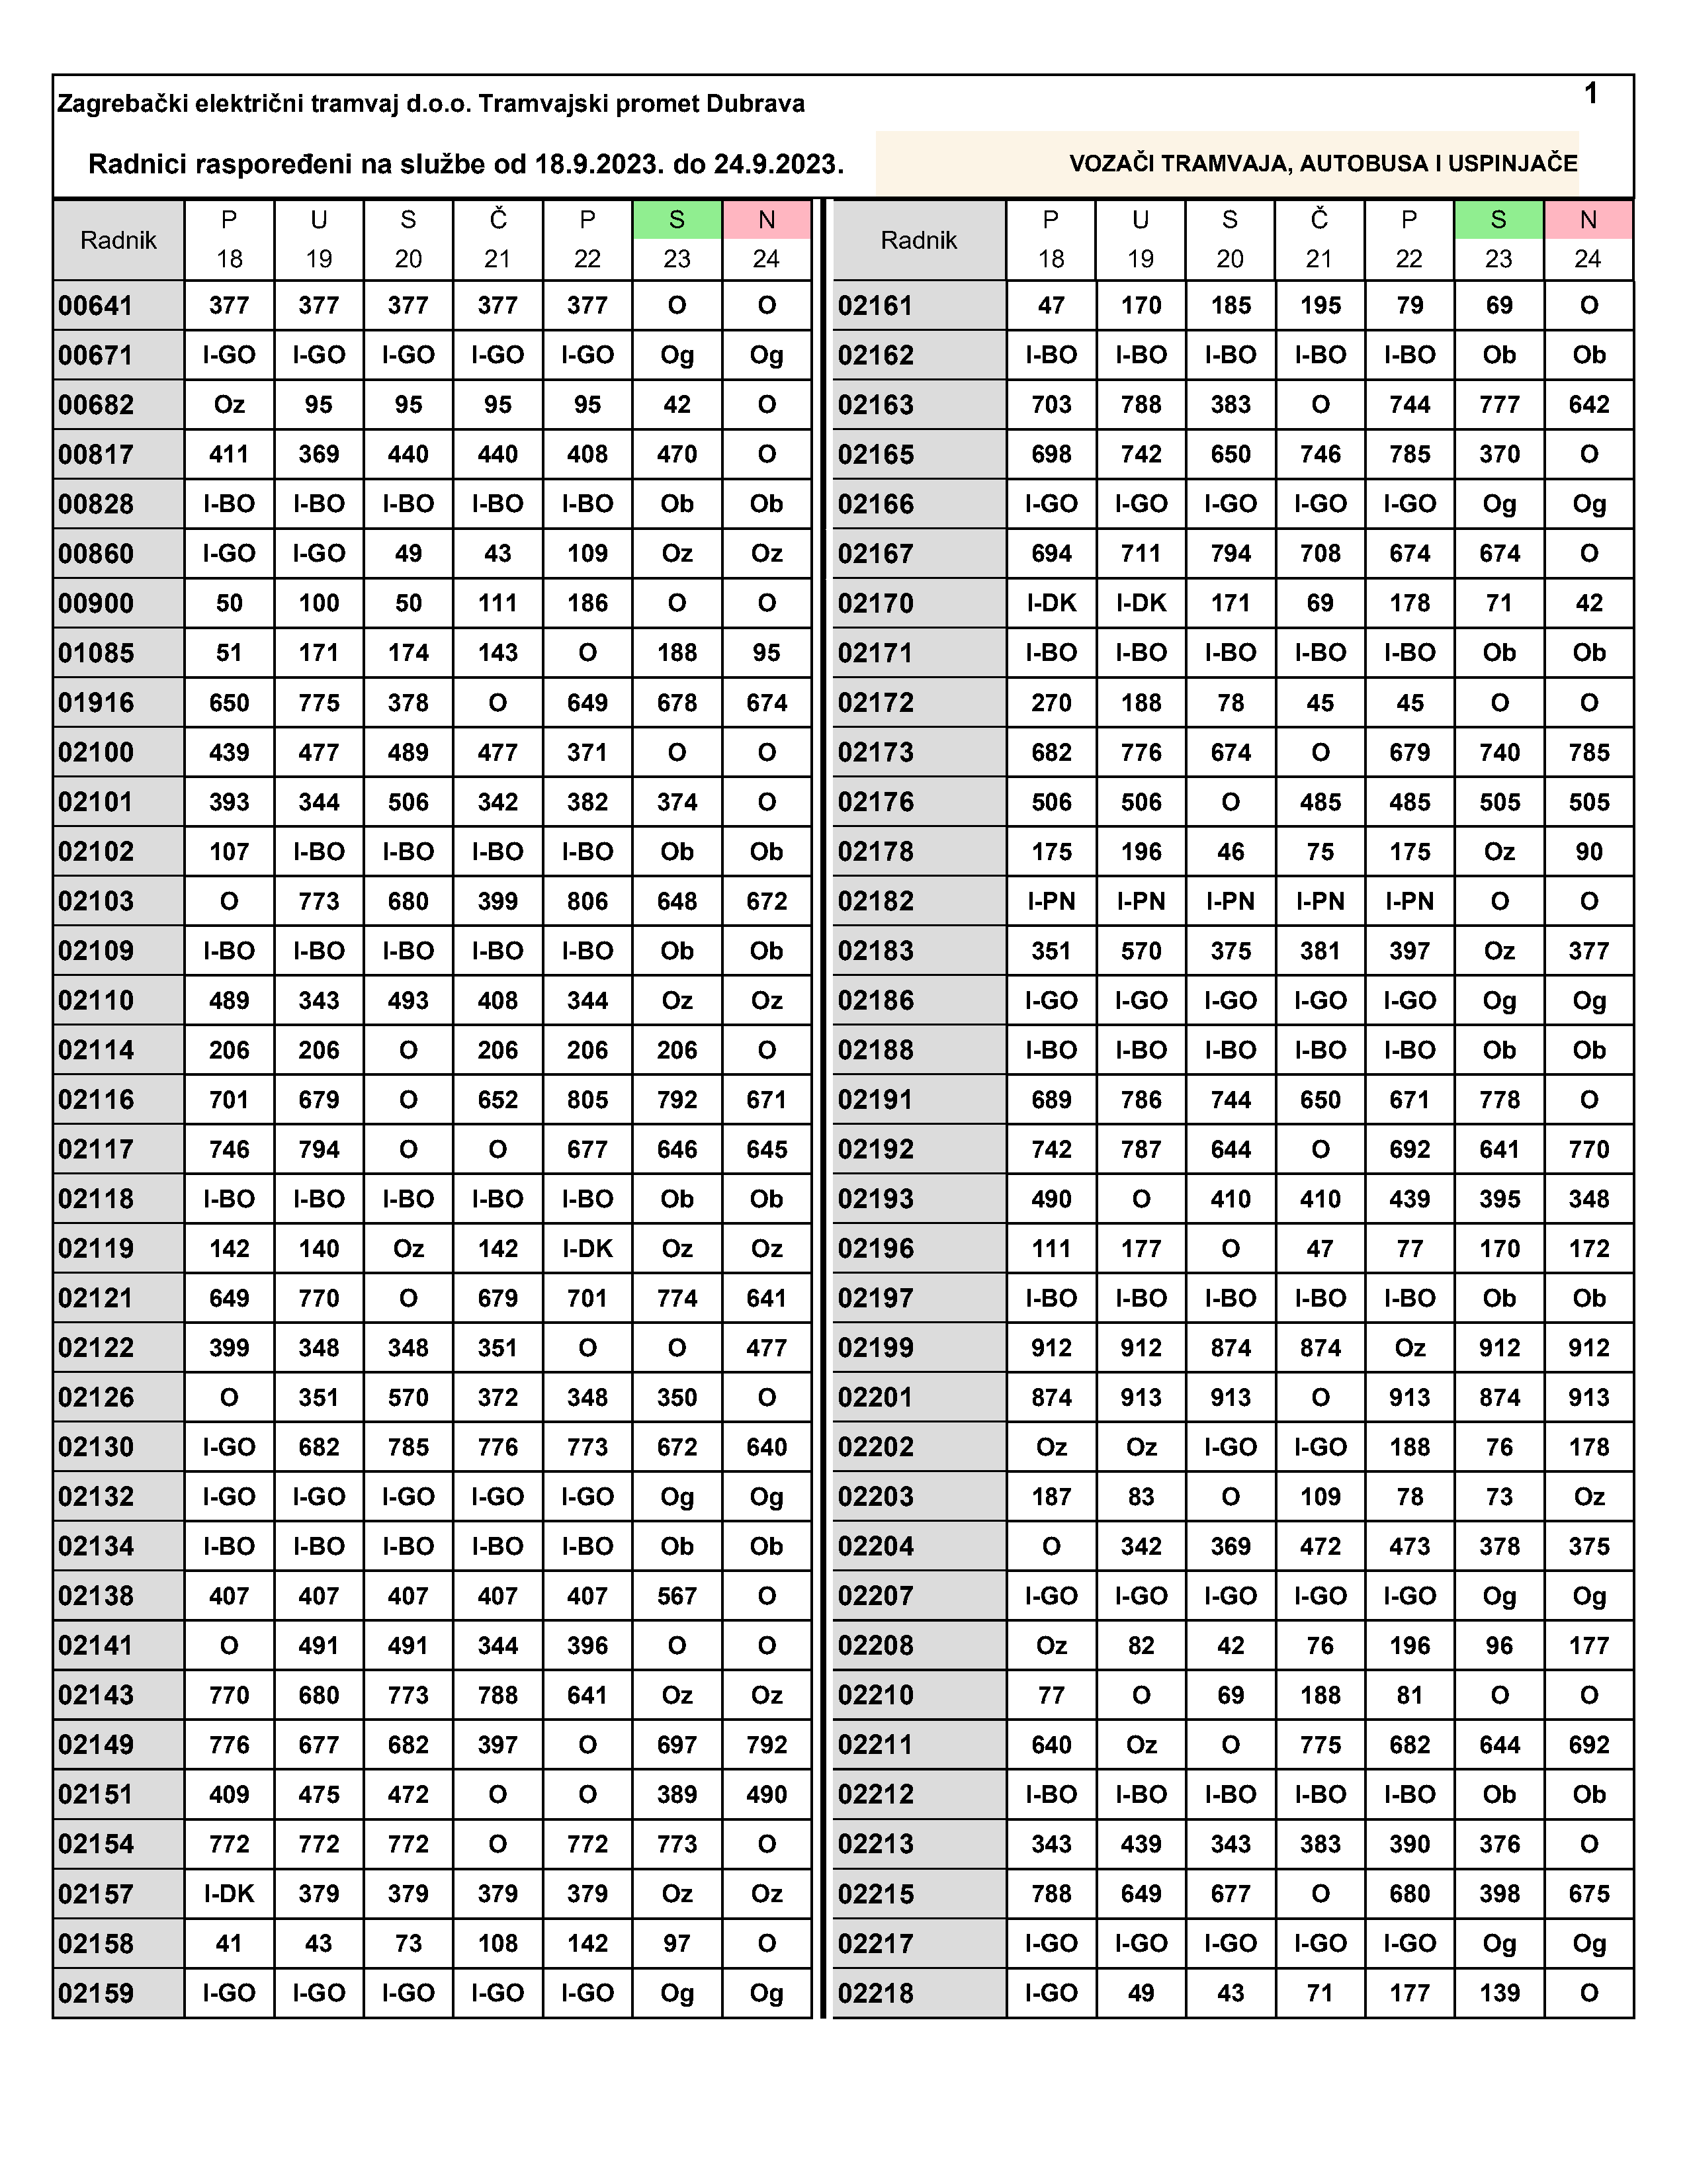 1
Zagrebački električni tramvaj d.o.o. Tramvajski promet Dubrava
Radnici raspoređeni na službe od 18.9.2023. do 24.9.2023. VOZAČI TRAMVAJA, AUTOBUSA I USPINJAČE
Radnik P U S Č P S N Radnik P U S Č P S N
18 19 20 21 22 23 24 18 19 20 21 22 23 24
00641 377 377 377 377 377 O O 02161 47 170 185 195 79 69 O
00671 I-GO I-GO I-GO I-GO I-GO Og Og 02162 I-BO I-BO I-BO I-BO I-BO Ob Ob
00682 Oz 95 95 95 95 42 O 02163 703 788 383 O 744 777 642
00817 411 369 440 440 408 470 O 02165 698 742 650 746 785 370 O
00828 I-BO I-BO I-BO I-BO I-BO Ob Ob 02166 I-GO I-GO I-GO I-GO I-GO Og Og
00860 I-GO I-GO 49 43 109 Oz Oz 02167 694 711 794 708 674 674 O
00900 50 100 50 111 186 O O 02170 I-DK I-DK 171 69 178 71 42
01085 51 171 174 143 O 188 95 02171 I-BO I-BO I-BO I-BO I-BO Ob Ob
01916 650 775 378 O 649 678 674 02172 270 188 78 45 45 O O
02100 439 477 489 477 371 O O 02173 682 776 674 O 679 740 785
02101 393 344 506 342 382 374 O 02176 506 506 O 485 485 505 505
02102 107 I-BO I-BO I-BO I-BO Ob Ob 02178 175 196 46 75 175 Oz 90
02103 O 773 680 399 806 648 672 02182 I-PN I-PN I-PN I-PN I-PN O O
02109 I-BO I-BO I-BO I-BO I-BO Ob Ob 02183 351 570 375 381 397 Oz 377
02110 489 343 493 408 344 Oz Oz 02186 I-GO I-GO I-GO I-GO I-GO Og Og
02114 206 206 O 206 206 206 O 02188 I-BO I-BO I-BO I-BO I-BO Ob Ob
02116 701 679 O 652 805 792 671 02191 689 786 744 650 671 778 O
02117 746 794 O O 677 646 645 02192 742 787 644 O 692 641 770
02118 I-BO I-BO I-BO I-BO I-BO Ob Ob 02193 490 O 410 410 439 395 348
02119 142 140 Oz 142 I-DK Oz Oz 02196 111 177 O 47 77 170 172
02121 649 770 O 679 701 774 641 02197 I-BO I-BO I-BO I-BO I-BO Ob Ob
02122 399 348 348 351 O O 477 02199 912 912 874 874 Oz 912 912
02126 O 351 570 372 348 350 O 02201 874 913 913 O 913 874 913
02130 I-GO 682 785 776 773 672 640 02202 Oz Oz I-GO I-GO 188 76 178
02132 I-GO I-GO I-GO I-GO I-GO Og Og 02203 187 83 O 109 78 73 Oz
02134 I-BO I-BO I-BO I-BO I-BO Ob Ob 02204 O 342 369 472 473 378 375
02138 407 407 407 407 407 567 O 02207 I-GO I-GO I-GO I-GO I-GO Og Og
02141 O 491 491 344 396 O O 02208 Oz 82 42 76 196 96 177
02143 770 680 773 788 641 Oz Oz 02210 77 O 69 188 81 O O
02149 776 677 682 397 O 697 792 02211 640 Oz O 775 682 644 692
02151 409 475 472 O O 389 490 02212 I-BO I-BO I-BO I-BO I-BO Ob Ob
02154 772 772 772 O 772 773 O 02213 343 439 343 383 390 376 O
02157 I-DK 379 379 379 379 Oz Oz 02215 788 649 677 O 680 398 675
02158 41 43 73 108 142 97 O 02217 I-GO I-GO I-GO I-GO I-GO Og Og
02159 I-GO I-GO I-GO I-GO I-GO Og Og 02218 I-GO 49 43 71 177 139 O